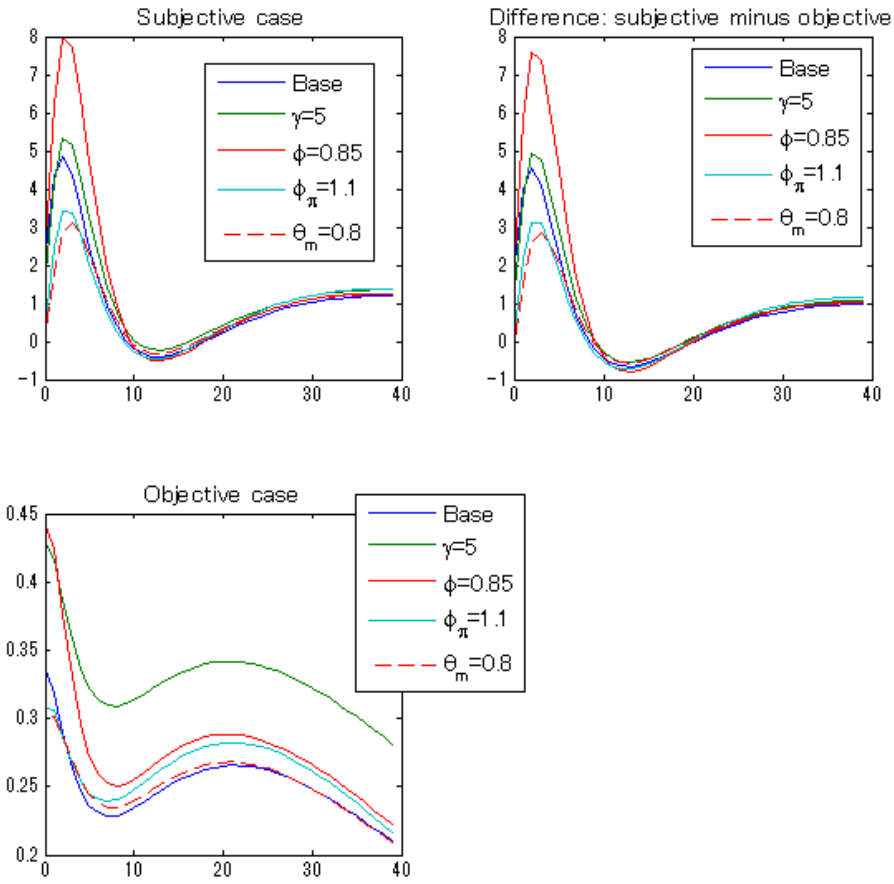 Subjective case
8
7
6
5
4
3
2
1
0
−1
0 10 20 30 40
Base
γ=5
ϕ=0.85
ϕπ=1.1
θm=0.8
Difference: subjective minus objective
8
7
6
5
4
3
2
1
0
−1
0 10 20 30 40
Base
γ=5
ϕ=0.85
ϕπ=1.1
θm=0.8
Objective case
0.45
0.4
0.35
0.3
0.25
0.2
0 10 20 30 40
Base
γ=5
ϕ=0.85
ϕπ=1.1
θm=0.8